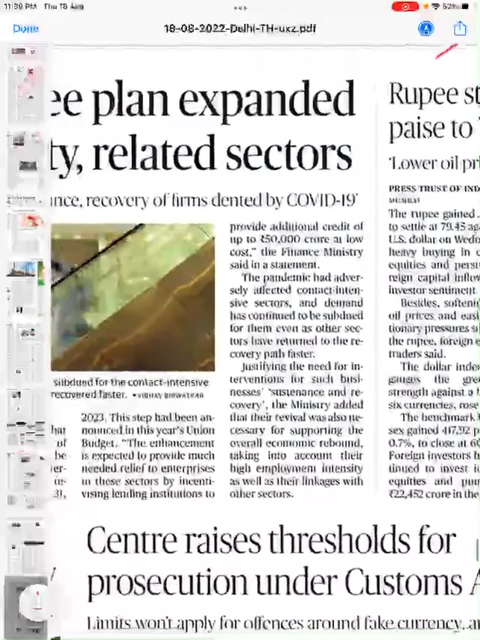 Thu 18 Aug
Done
18-08-2022-Delhi-TH-uxz.pdf
ee plan expanded
ty, related sectors
nce, recovery of firms dented by COVID-19'
subdued for the contact-intensive
recovered faster.
2023. This step had been an-
nounced in this year's Union
Budget. "The enhancement
is expected to provide much
needed relief to enterprises
in these sectors by incenti-
vising lending institutions to
provide additional credit of
up to ₹50,000 crore at low
cost," the Finance Ministry
said in a statement.
The pandemic had adver-
sely affected contact-inten-
sive sectors, and demand
has continued to be subdued
for them even as other sec-
tors have returned to the re-
covery path faster.
Justifying the need for in-
terventions for such busi-
nesses' 'sustenance and re-
covery', the Ministry added
that their revival was also ne-
cessary for supporting the
overall economic rebound,
taking into account their
high employment intensity
as well as their linkages with
other sectors.
Rupee st
paise to
'Lower oil pri
PRESS TRUST OF IND
MUMBAI
The rupee gained
to settle at 79.45 ag
U.S. dollar on Wedn
heavy buying in
equities and persi
reign capital inflow
investor sentiment
Besides, softeni
oil prices and easi
tionary pressures s
the rupee, foreign e
traders said.
The dollar inde
gauges the gre
strength against a
six currencies, rose
The benchmark
sex gained 417.92 p
0.7%, to close at 60
Foreign investors
tinued to invest i
equities and pur
₹22,452 crore in the
Centre raises thresholds for
prosecution under Customs A
Limits won't apply for offences around fake currency, ar